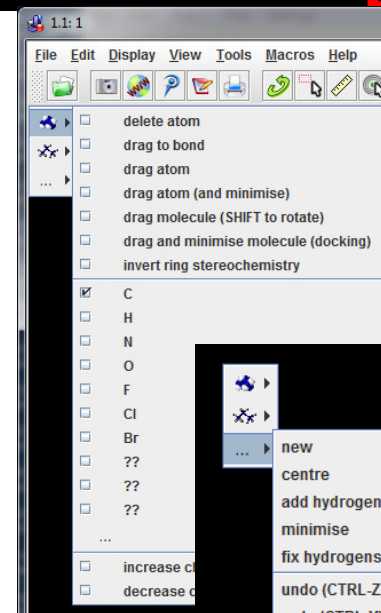 1.1: 1
File Edit Display View Tools Macros Help
delete atom
drag to bond
drag atom
drag atom (and minimise)
drag molecule (SHIFT to rotate)
drag and minimise molecule (docking)
invert ring stereochemistry
C
H
N
O
F
Cl
Br
??
??
??
...
increase
decrease
...
...
new
centre
add hydrogen
minimise
fix hydrogens
undo (CTRL-Z